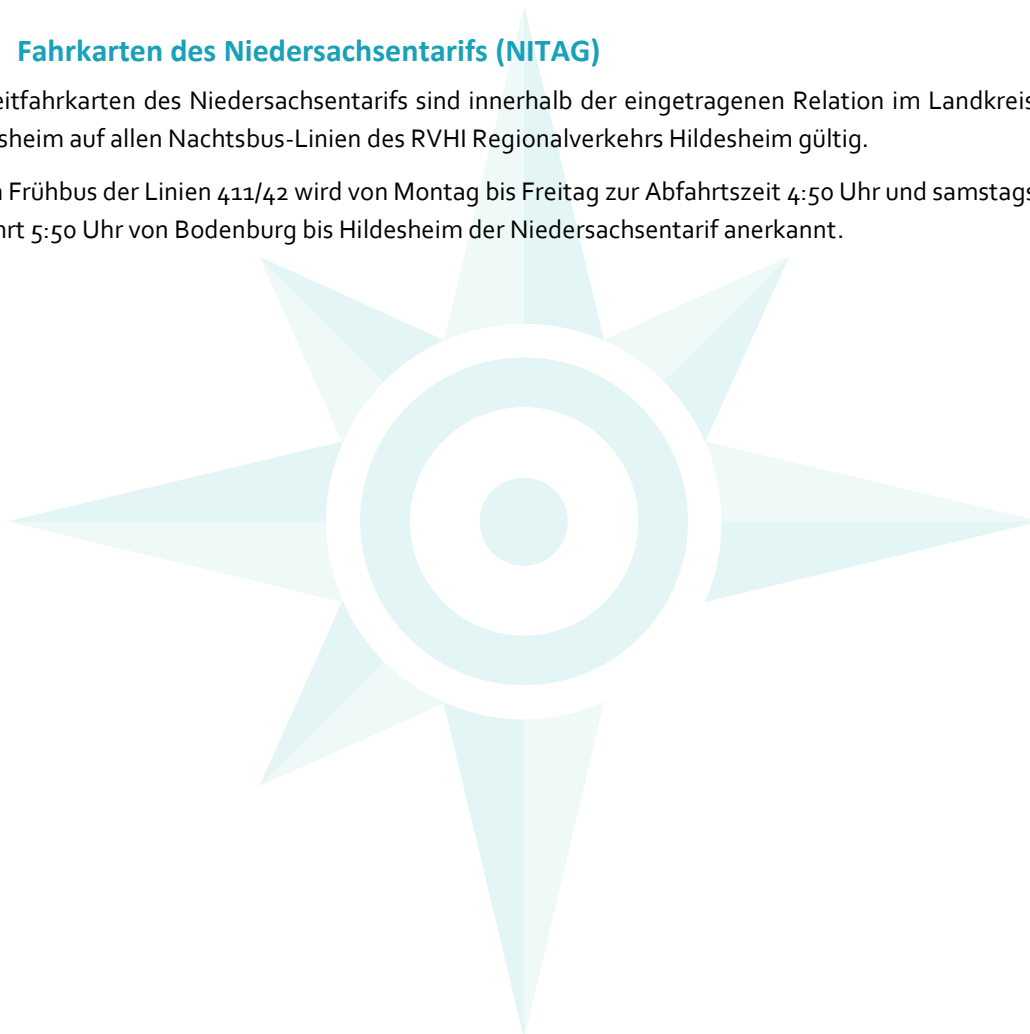 Fahrkarten des Niedersachsentarifs (NITAG)
eitfahrkarten des Niedersachsentarifs sind innerhalb der eingetragenen Relation im Landkreis
sheim auf allen Nachtsbus-Linien des RVHI Regionalverkehrs Hildesheim gültig.
Frühbus der Linien 411/42 wird von Montag bis Freitag zur Abfahrtszeit 4:50 Uhr und samstags
hrt 5:50 Uhr von Bodenburg bis Hildesheim der Niedersachsentarif anerkannt.